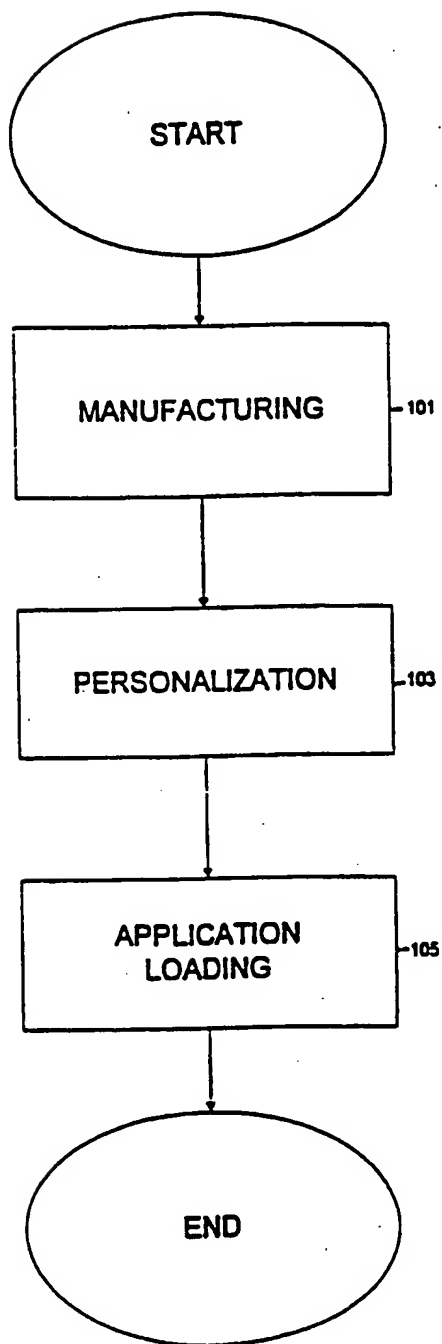 START
MANUFACTURING
101
PERSONALIZATION
103
APPLICATION
LOADING
105
END